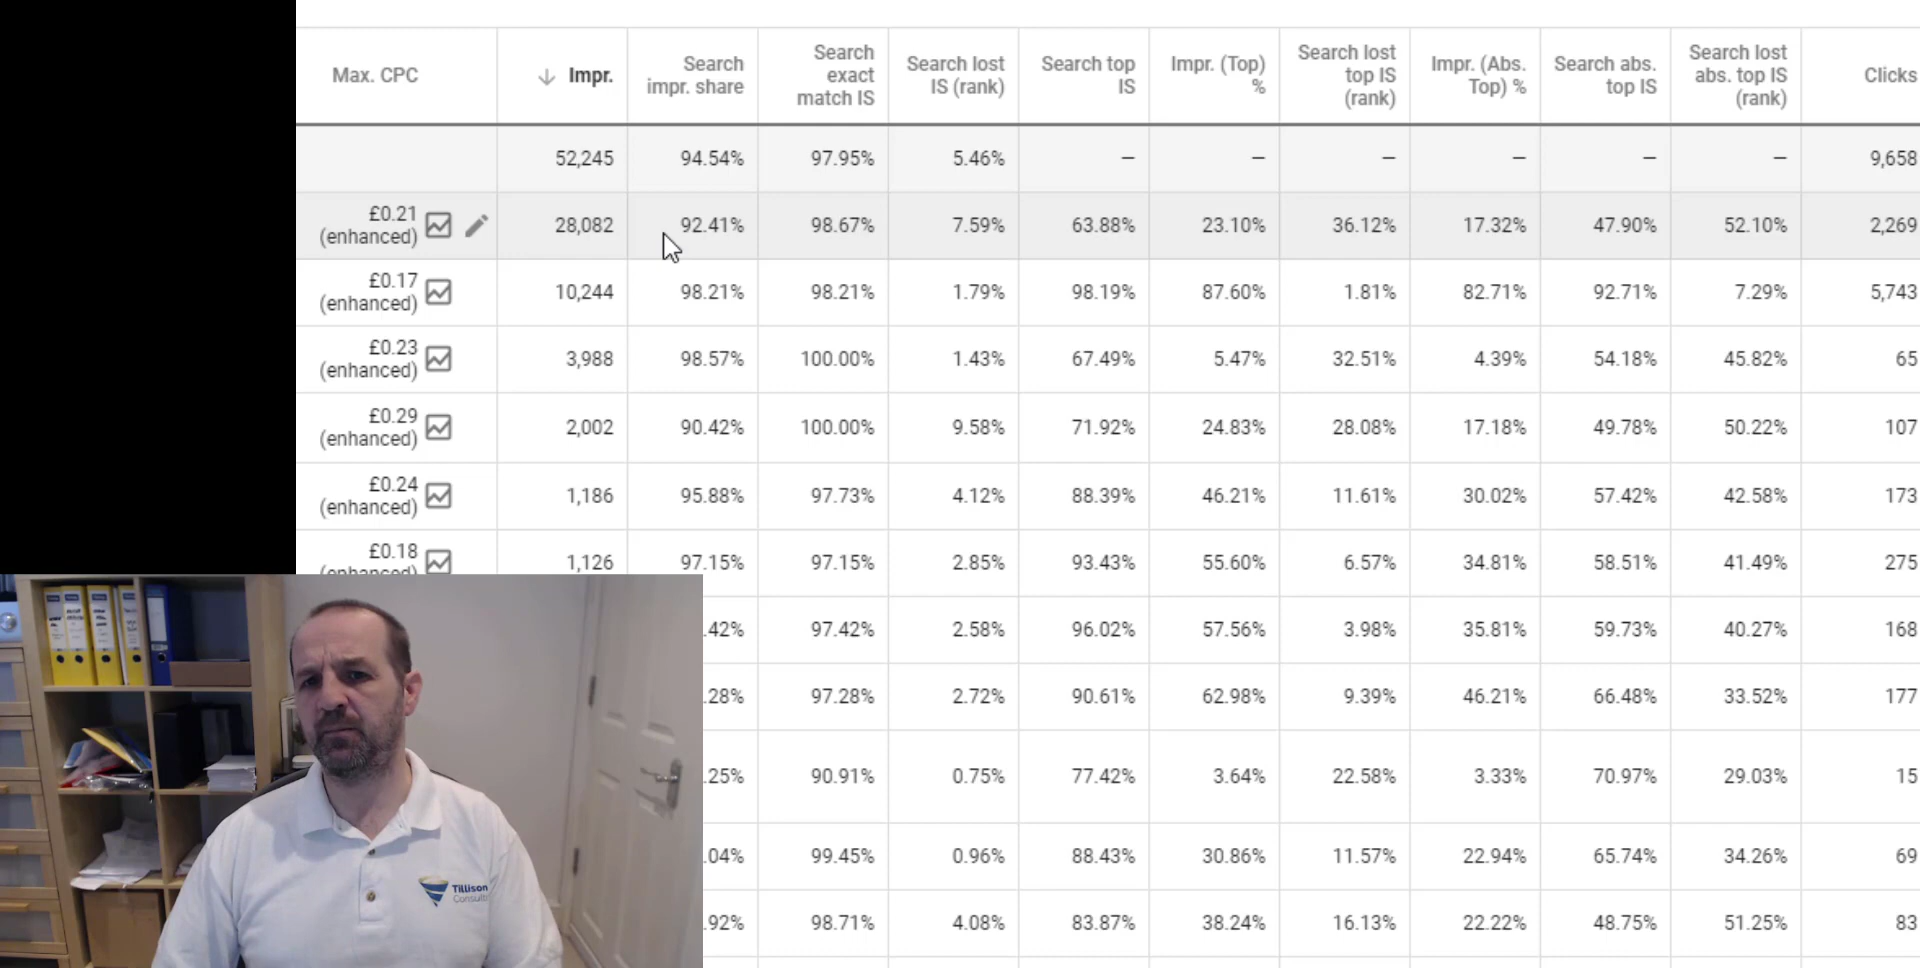 Max. CPC
Impr.
Search
impr. share
Search
exact
match IS
Search lost
IS (rank)
Search top
IS
Impr. (Top)
%
Search lost
top IS
(rank)
Impr. (Abs.
Top) %
Search abs.
top IS
Search lost
abs. top IS
(rank)
Clicks
52,245 94.54% 97.95% 5.46% – – – – – – 9,658
£0.21
(enhanced)
28,082 92.41% 98.67% 7.59% 63.88% 23.10% 36.12% 17.32% 47.90% 52.10% 2,269
£0.17
(enhanced)
10,244 98.21% 98.21% 1.79% 98.19% 87.60% 1.81% 82.71% 92.71% 7.29% 5,743
£0.23
(enhanced)
3,988 98.57% 100.00% 1.43% 67.49% 5.47% 32.51% 4.39% 54.18% 45.82% 65
£0.29
(enhanced)
2,002 90.42% 100.00% 9.58% 71.92% 24.83% 28.08% 17.18% 49.78% 50.22% 107
£0.24
(enhanced)
1,186 95.88% 97.73% 4.12% 88.39% 46.21% 11.61% 30.02% 57.42% 42.58% 173
£0.18
(enhanced)
1,126 97.15% 97.15% 2.85% 93.43% 55.60% 6.57% 34.81% 58.51% 41.49% 275
.42% 97.42% 2.58% 96.02% 57.56% 3.98% 35.81% 59.73% 40.27% 168
.28% 97.28% 2.72% 90.61% 62.98% 9.39% 46.21% 66.48% 33.52% 177
.25% 90.91% 0.75% 77.42% 3.64% 22.58% 3.33% 70.97% 29.03% 15
.04% 99.45% 0.96% 88.43% 30.86% 11.57% 22.94% 65.74% 34.26% 69
.92% 98.71% 4.08% 83.87% 38.24% 16.13% 22.22% 48.75% 51.25% 83
Tillison